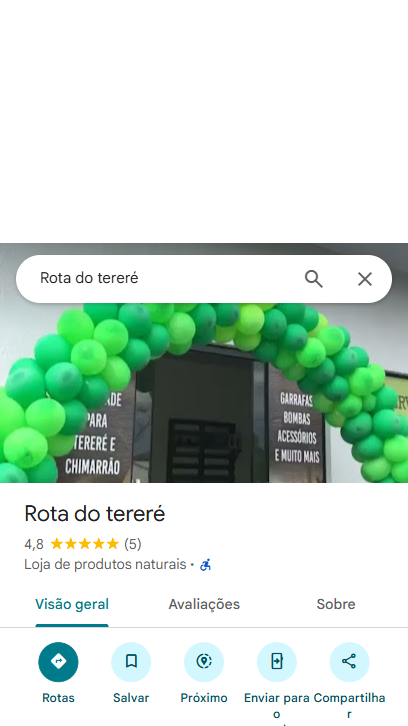 Rota do tereré
PARA
TERERÉ E
CHIMARRÃO
GARRAFAS
BOMBAS
ACESSÓRIOS
E MUITO MAIS
Rota do tereré
4,8 (5)
Loja de produtos naturais ·
Visão geral
Avaliações
Sobre
Rotas
Salvar
Próximo
Enviar para o
Compartilhar